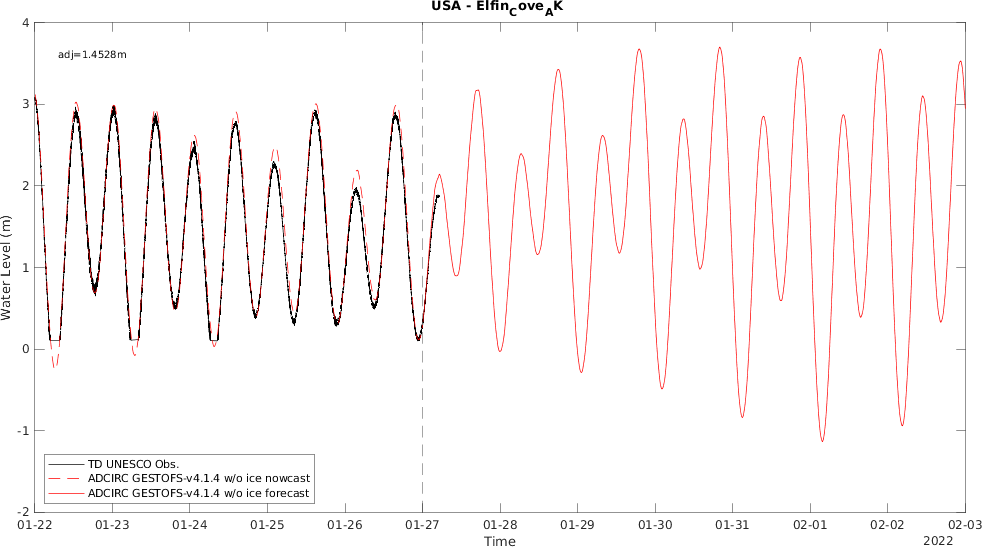 USA - ElfinCoveAK
4
adj=1.4528m
3
2
1
0
-1
-2
Water Level (m)
TD UNESCO Obs.
ADCIRC GESTOFS-v4.1.4 w/o ice nowcast
ADCIRC GESTOFS-v4.1.4 w/o ice forecast
01-22 01-23 01-24 01-25 01-26 01-27 01-28 01-29 01-30 01-31 02-01 02-02 02-03
Time
2022